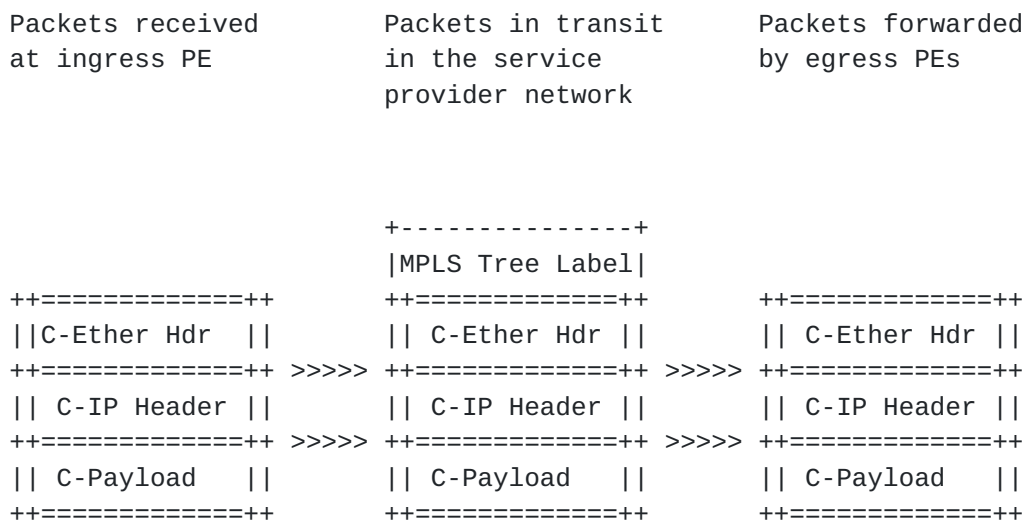 Packets received        Packets in transit      Packets forwarded
at ingress PE           in the service          by egress PEs
                        provider network

                        +---------------+
                        |MPLS Tree Label|
++=============++       ++=============++       ++=============++
||C-Ether Hdr  ||       || C-Ether Hdr ||       || C-Ether Hdr ||
++=============++ >>>>> ++=============++ >>>>> ++=============++
|| C-IP Header ||       || C-IP Header ||       || C-IP Header ||
++=============++ >>>>> ++=============++ >>>>> ++=============++
|| C-Payload   ||       || C-Payload   ||       || C-Payload   ||
++=============++       ++=============++       ++=============++